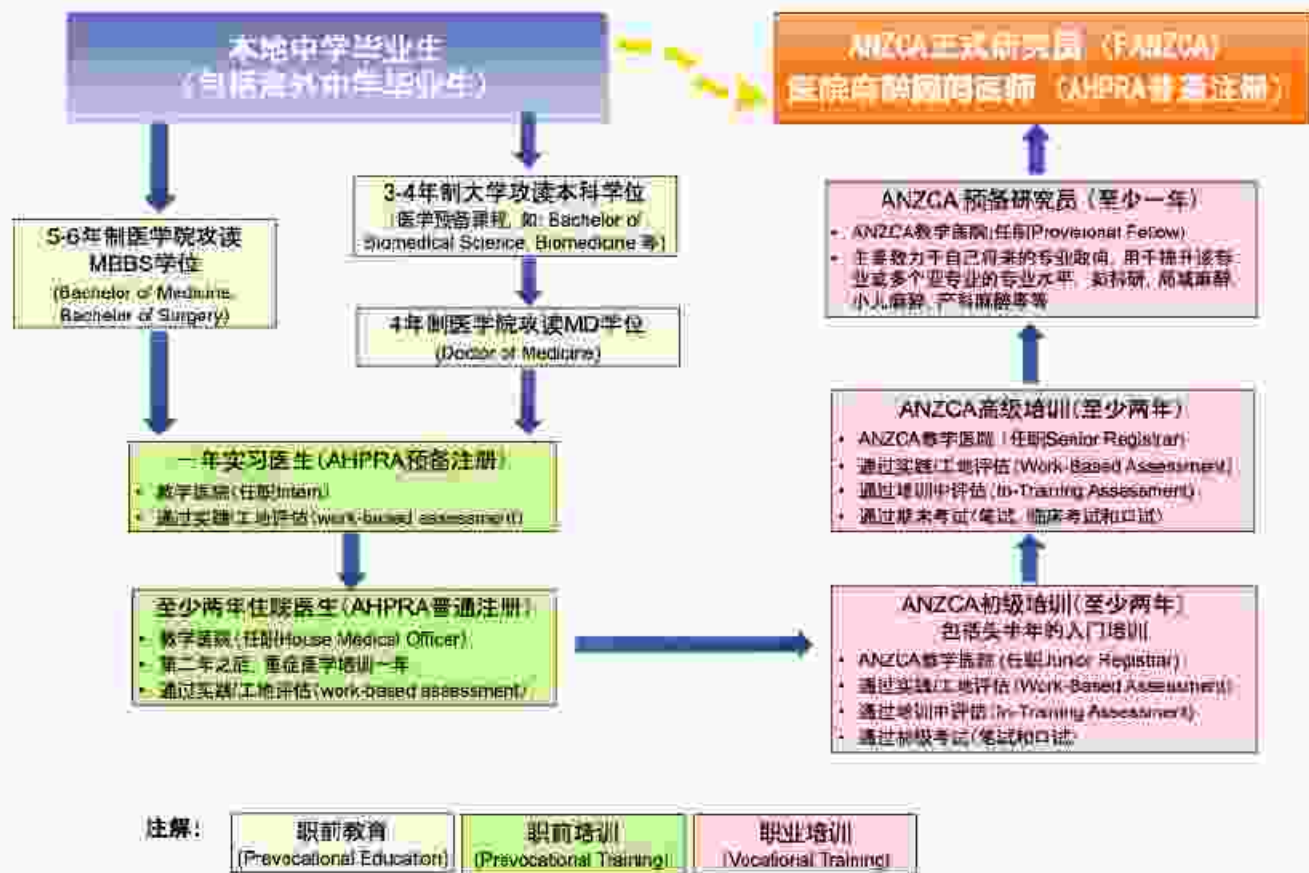 本地中学毕业生
(包括海外中学毕业生)
ANZCA正式研究员 (FANZCA)
医院麻醉顾问医师 (AHPRA普通注册)
5-6年制医学院攻读
MBBS学位
(Bachelor of Medicine,
Bachelor of Surgery)
3-4年制大学攻读本科学位
(医学预备课程, 如: Bachelor of
Biomedical Science, Biomedicine 等)
4年制医学院攻读MD学位
(Doctor of Medicine)
一年实习医生(AHPRA预备注册)
• 教学医院(任职Intern)
• 通过实践/工地评估(work-based assessment)
至少两年住院医生(AHPRA普通注册)
• 教学医院(任职House Medical Officer)
• 第二年之后, 重症医学培训一年
• 通过实践/工地评估(work-based assessment)
ANZCA 预备研究员 (至少一年)
• ANZCA教学医院(任职Provisional Fellow)
• 主要致力于自己将来的专业取向, 用于提升该专
业或多个亚专业的专业水平, 如科研, 局域麻醉,
小儿麻醉, 产科麻醉等等
ANZCA高级培训(至少两年)
• ANZCA教学医院 (任职Senior Registrar)
• 通过实践/工地评估(Work-Based Assessment)
• 通过培训中评估(In-Training Assessment)
• 通过期末考试(笔试, 临床考试和口试)
ANZCA初级培训(至少两年)
包括头半年的入门培训
• ANZCA教学医院 (任职Junior Registrar)
• 通过实践/工地评估(Work-Based Assessment)
• 通过培训中评估(In-Training Assessment)
• 通过初级考试(笔试和口试)
注解:
职前教育
(Prevocational Education)
职前培训
(Prevocational Training)
职业培训
(Vocational Training)